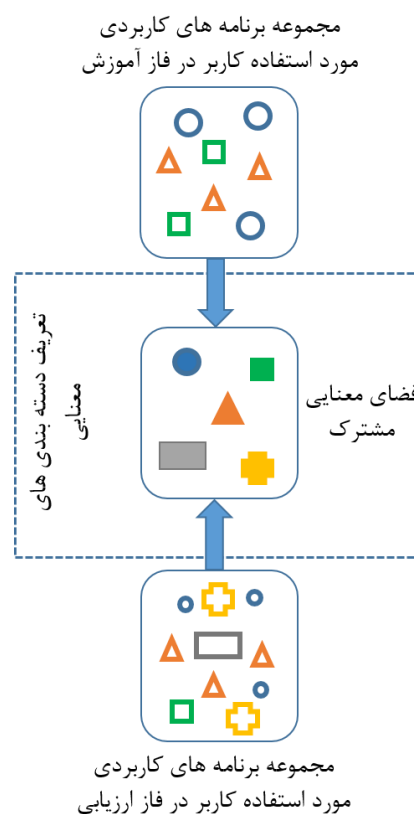 مجموعه برنامه های کاربردی
مورد استفاده کاربر در فاز آموزش
تعریف دسته بندی های
معنایی
فضای معنایی
مشترک
مجموعه برنامه های کاربردی
مورد استفاده کاربر در فاز ارزیابی